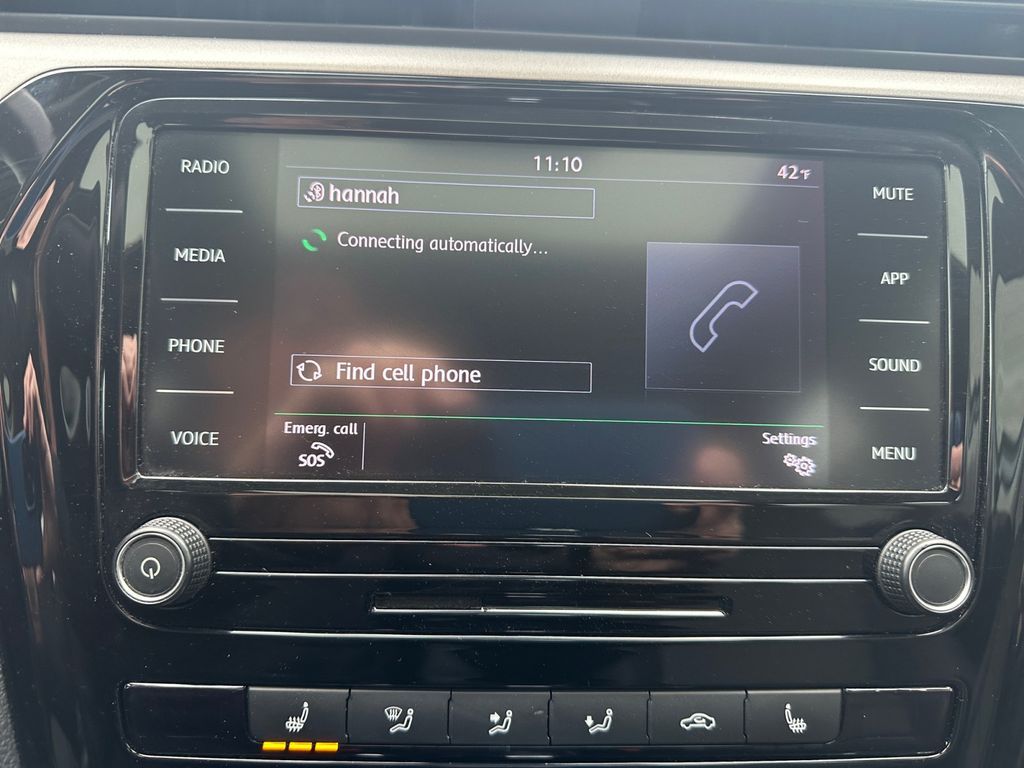 11:10
42°F
RADIO
hannah
MUTE
Connecting automatically...
MEDIA
APP
PHONE
Find cell phone
SOUND
VOICE
Emerg. call
SOS
Settings
MENU